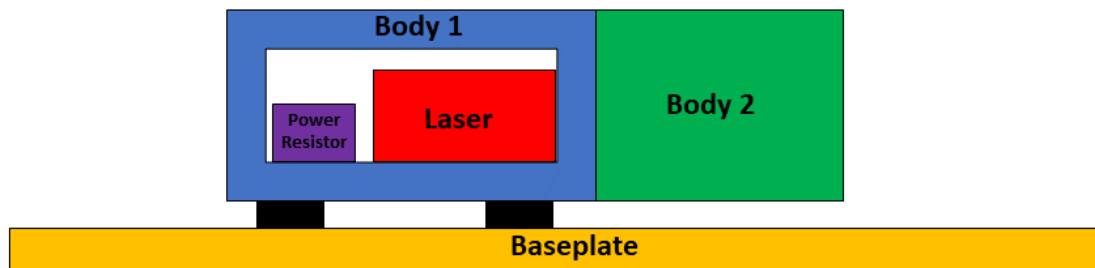 Body 1
Power
Resistor
Laser
Body 2
Baseplate